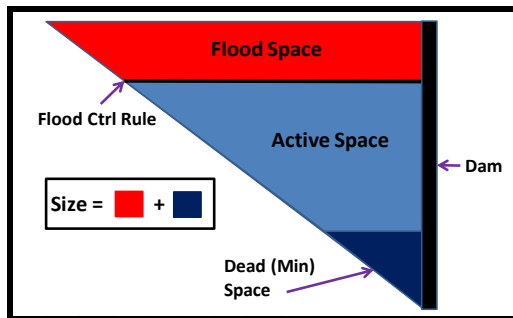 Flood Space
Flood Ctrl Rule
Active Space
Dam
Size = +
Dead (Min)
Space